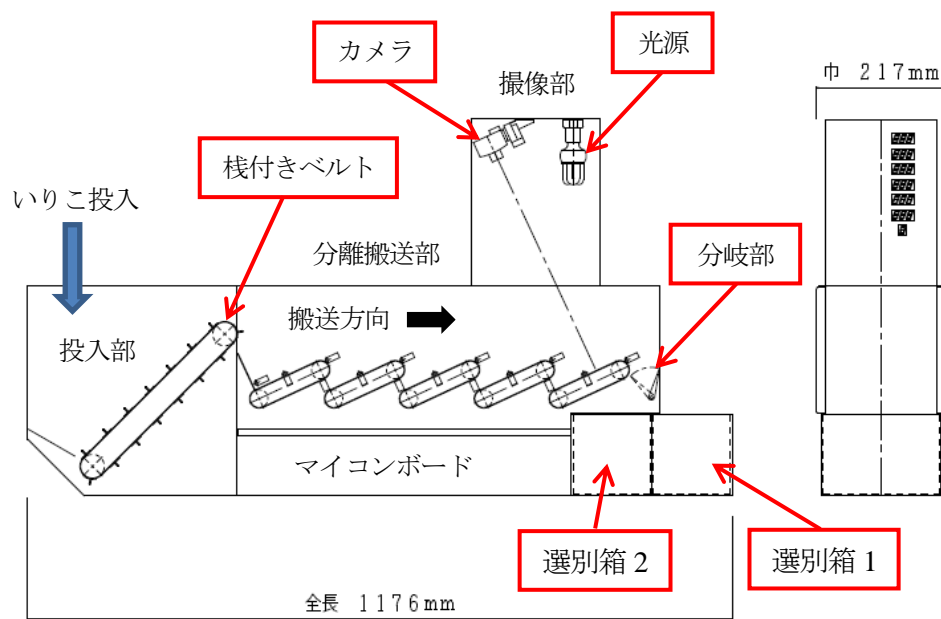 カメラ
光源
巾 217mm
撮像部
桟付きベルト
いりこ投入
分離搬送部
分岐部
搬送方向
投入部
マイコンボード
選別箱 2
選別箱 1
全長 1176mm